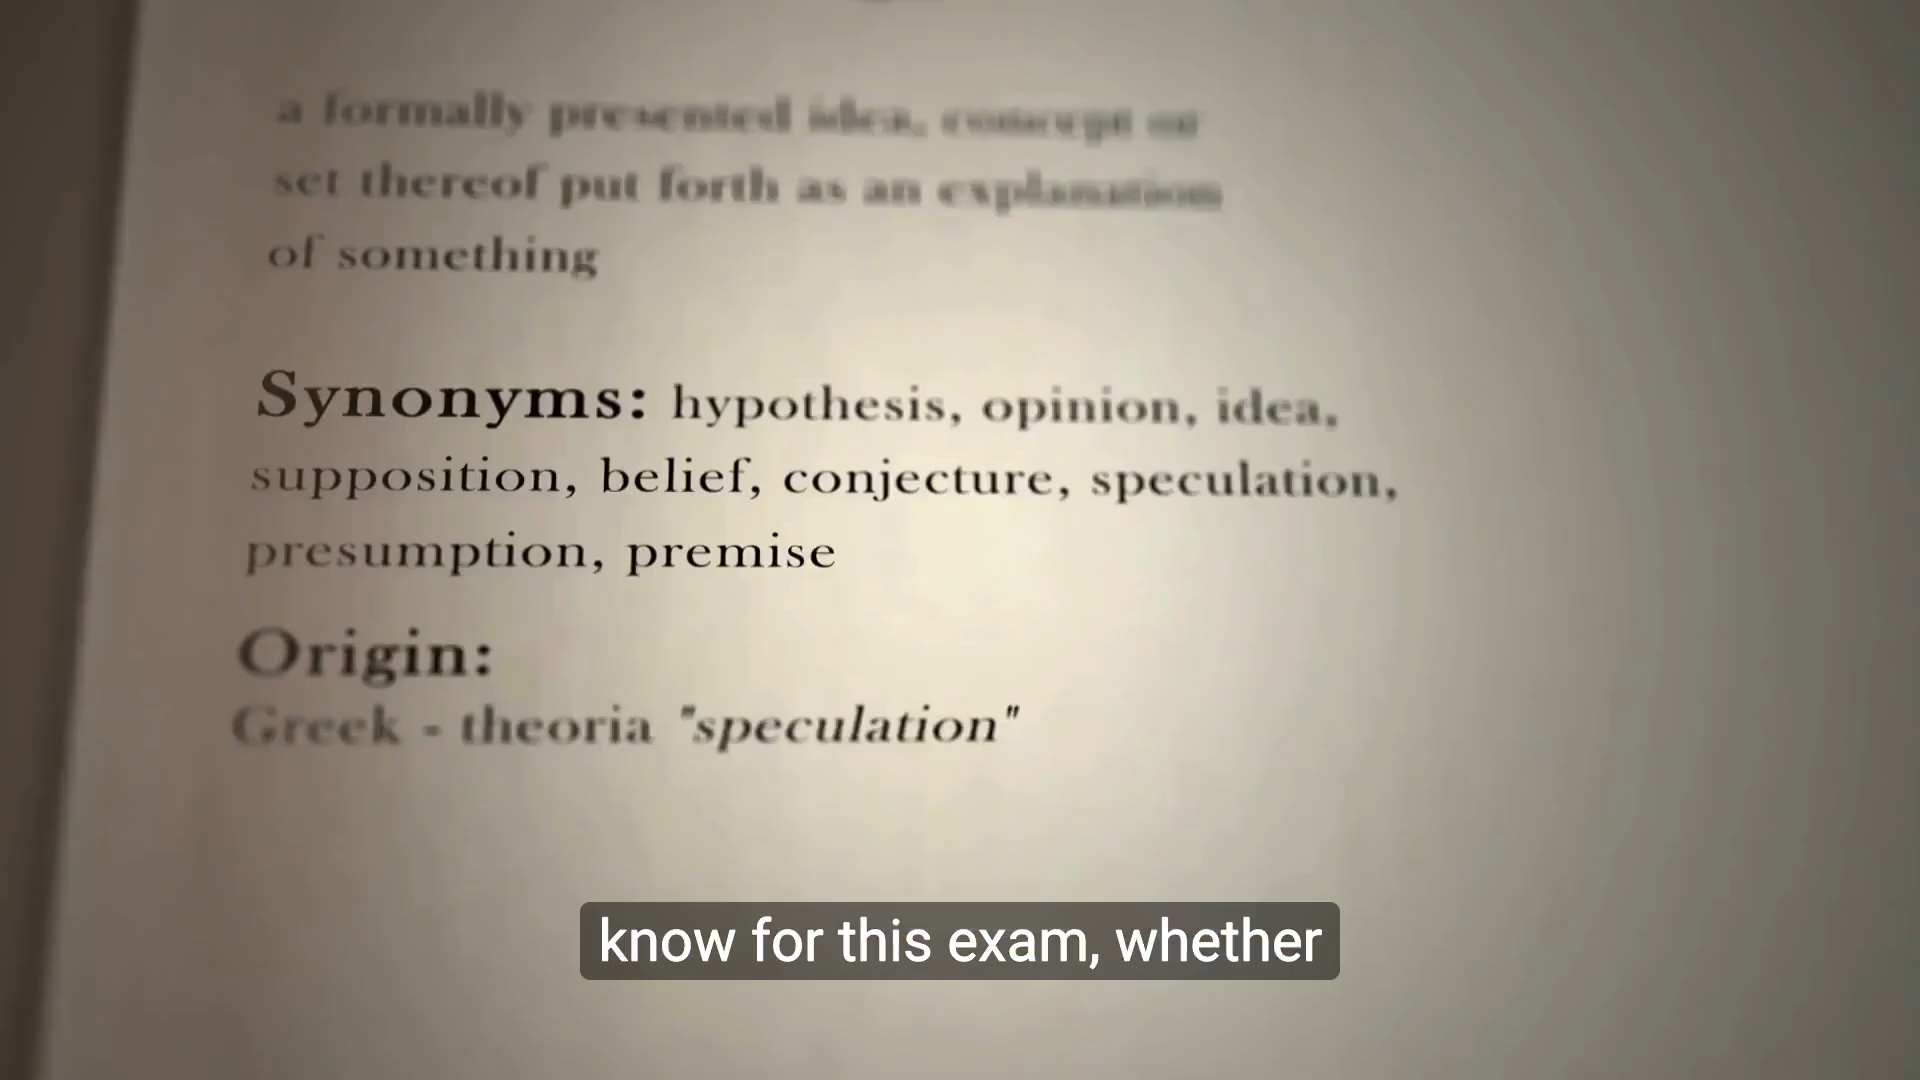 a formally presented idea, concept or
set thereof put forth as an explanation
of something
Synonyms: hypothesis, opinion, idea,
supposition, belief, conjecture, speculation,
presumption, premise
Origin:
Greek - theoria "speculation"
know for this exam, whether